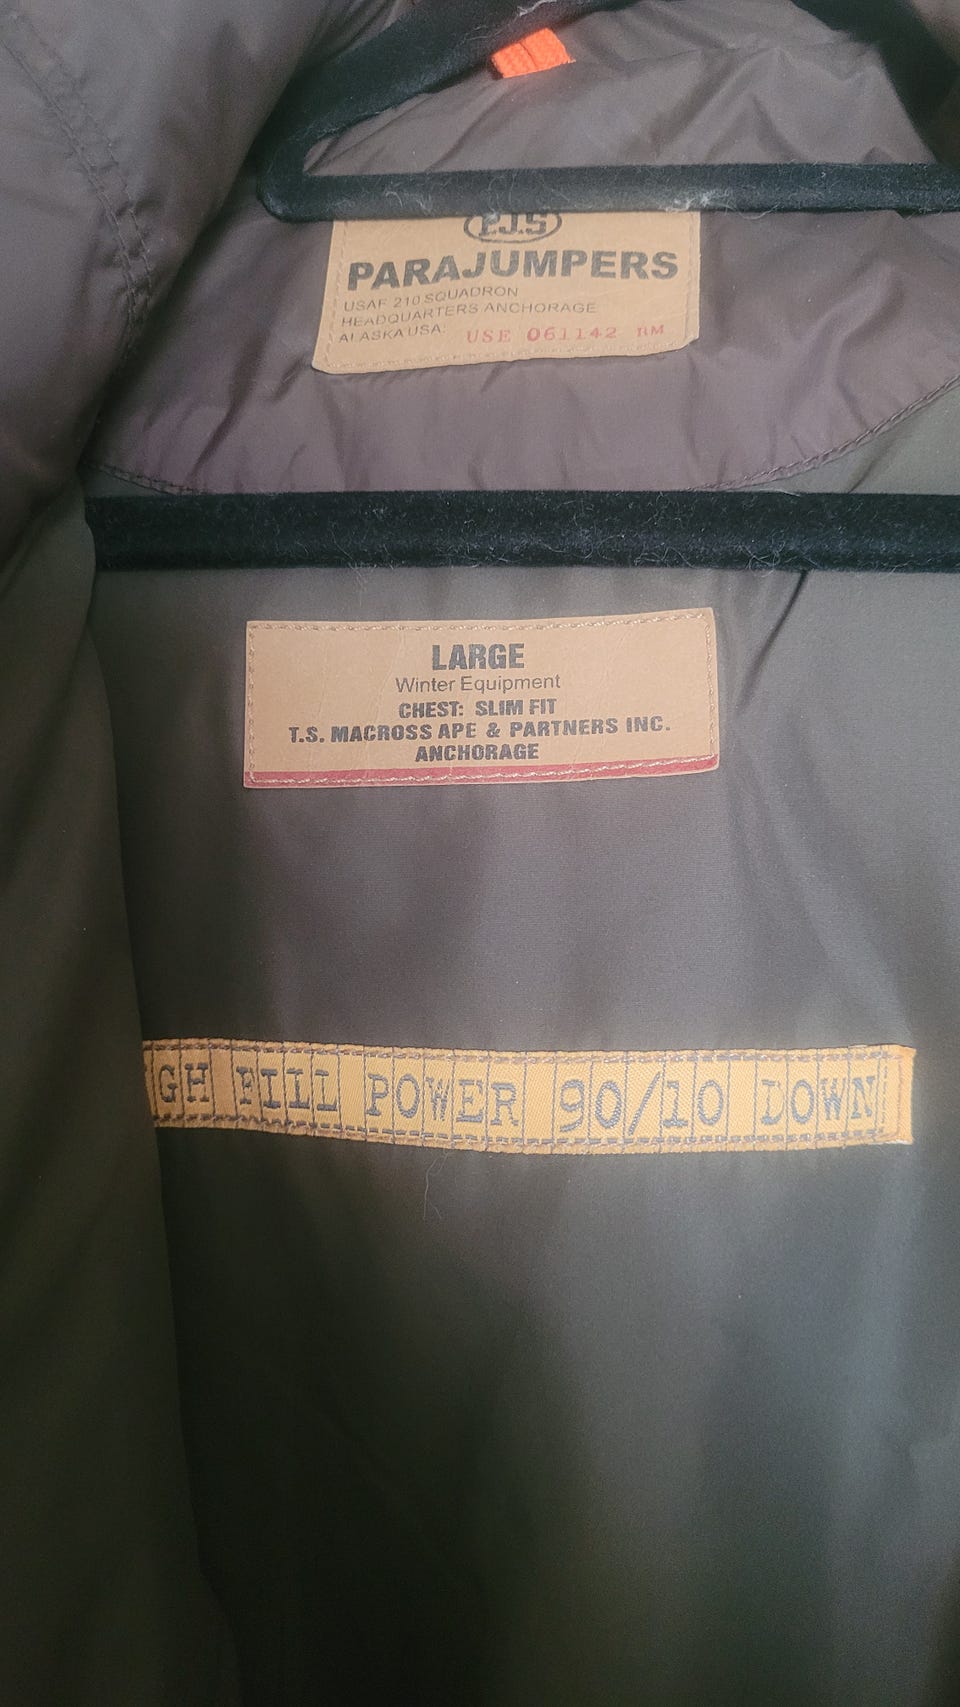 P.J.S
PARAJUMPERS
USAF 210 SQUADRON
HEADQUARTERS ANCHORAGE
ALASKA USA: USE 061142 RM
LARGE
Winter Equipment
CHEST: SLIM FIT
T.S. MACROSS APE & PARTNERS INC.
ANCHORAGE
GH FILL POWER 90/10 DOWN